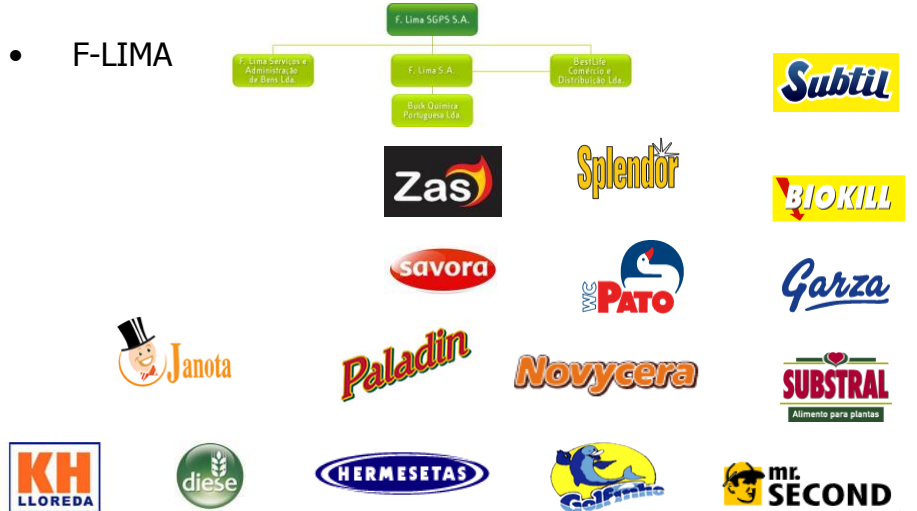 F. Lima SGPS S.A.
• F-LIMA
F. Lima Serviços e
Administração
de Bens Lda.
F. Lima S.A.
BestLife
Comércio e
Distribuição Lda.
Buck Química
Portuguesa Lda.
Subtil
Zas
Splendor
BIOKILL
savora
WC
PATO
Garza
Janota
Paladin
Novycera
SUBSTRAL
Alimento para plantas
KH
LLOREDA
diese
HERMESETAS
Golfinho
mr.
SECOND